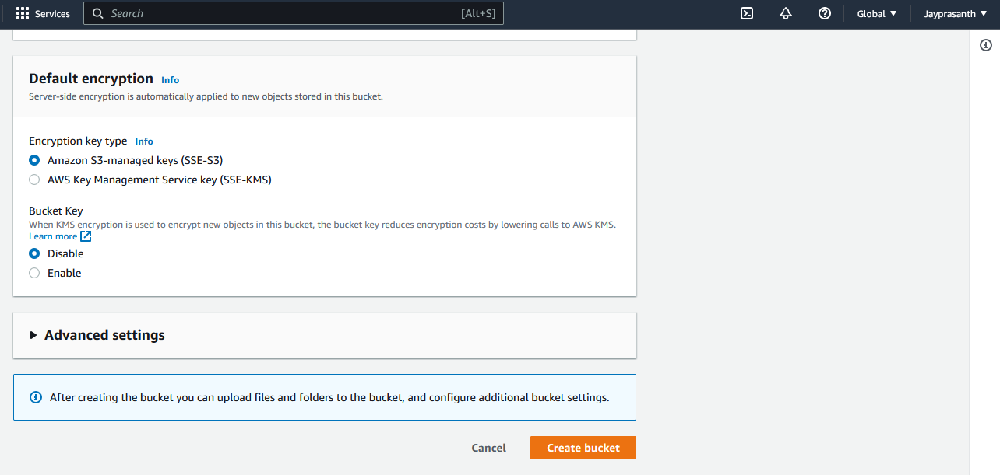 Services
Search [Alt+S]
Global
Jayprasanth
Default encryption Info
Server-side encryption is automatically applied to new objects stored in this bucket.
Encryption key type Info
Amazon S3-managed keys (SSE-S3)
AWS Key Management Service key (SSE-KMS)
Bucket Key
When KMS encryption is used to encrypt new objects in this bucket, the bucket key reduces encryption costs by lowering calls to AWS KMS.
Learn more
Disable
Enable
Advanced settings
After creating the bucket you can upload files and folders to the bucket, and configure additional bucket settings.
Cancel
Create bucket